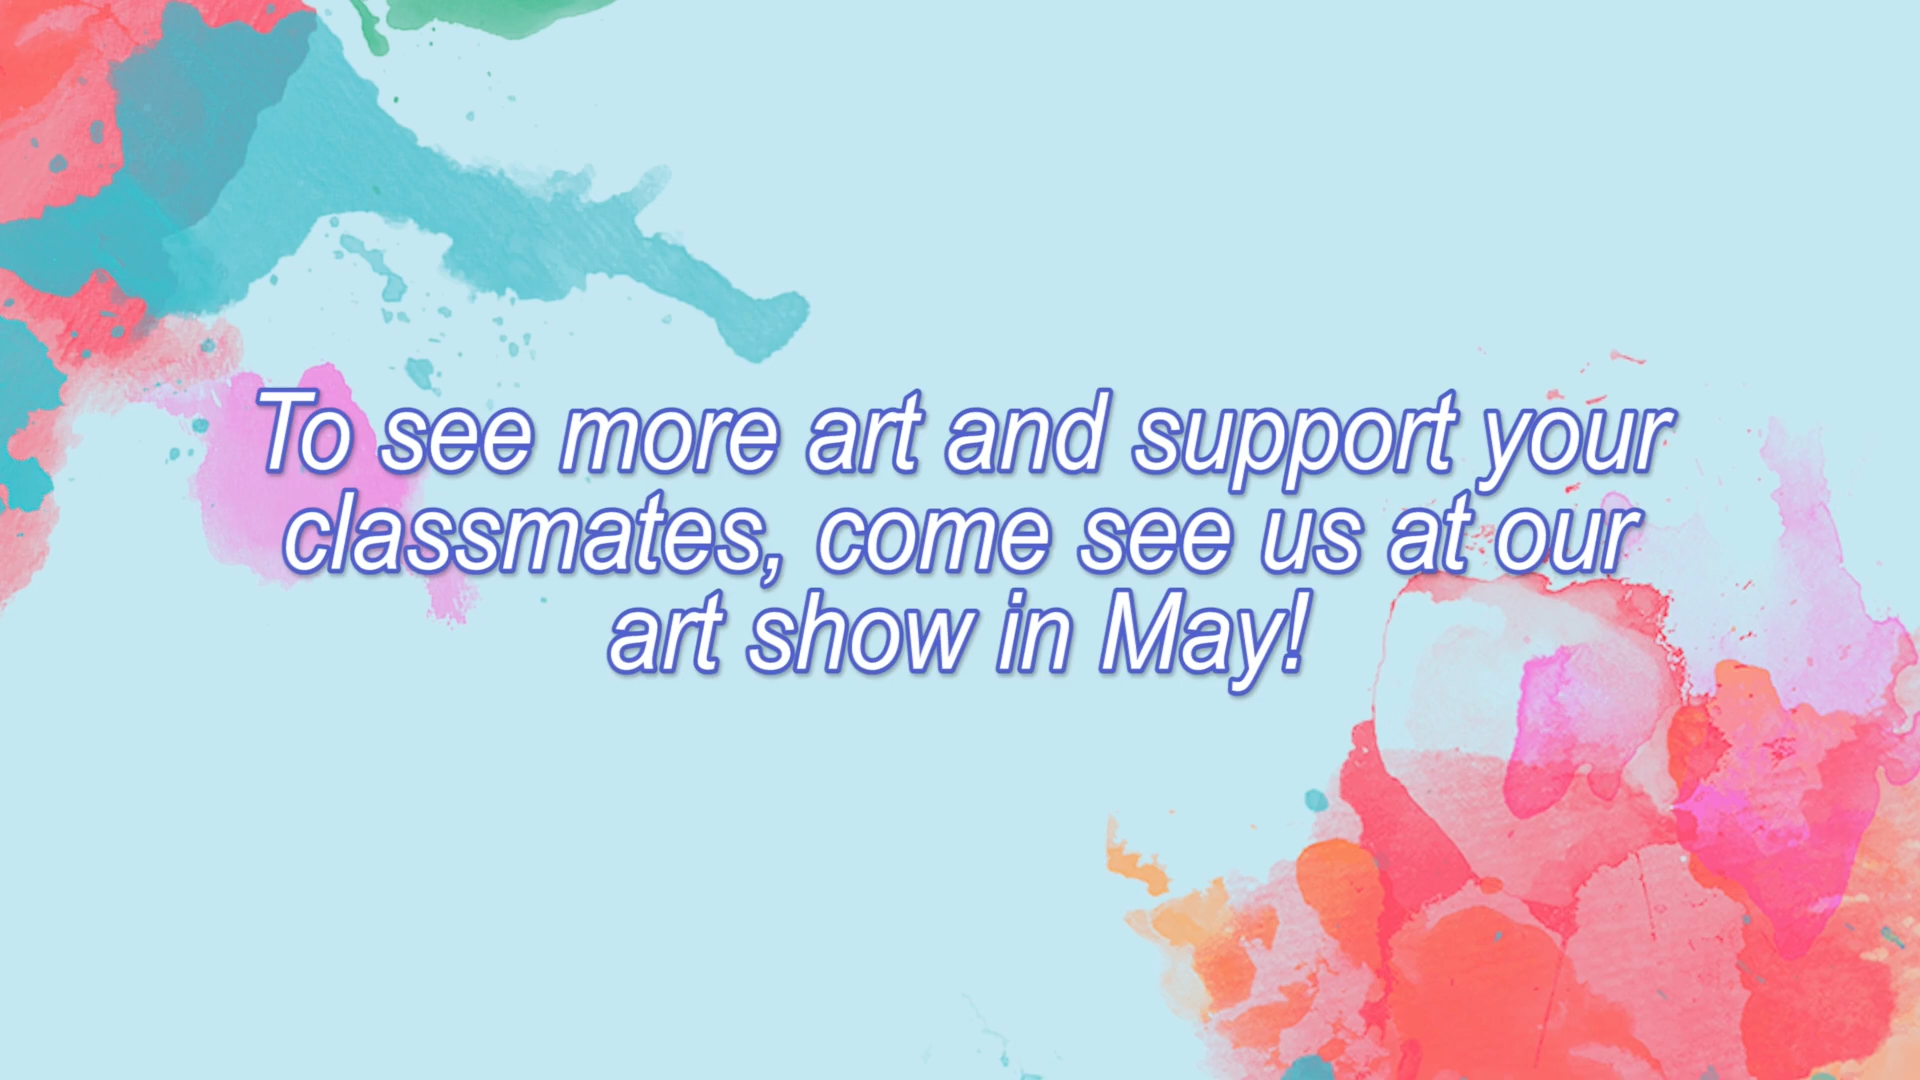 To see more art and support your
classmates, come see us at our
art show in May!